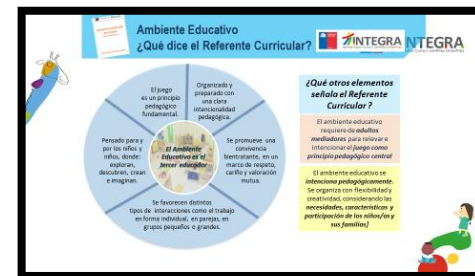 Ambiente Educativo
¿Qué dice el Referente Curricular?
INTEGRA
NTEGRA
El juego
es un principio
pedagógico
fundamental.
Organizado y
preparado con
una clara
intencionalidad
pedagógica.
Pensado para y
por los niños y
niñas, donde:
exploran,
descubren, crean
e imaginan.
El Ambiente
Educativo es el
tercer educador
Se promueve una
convivencia
bientratante, en un
marco de respeto,
cariño y valoración
mutua.
Se favorecen distintos
tipos de interacciones como el trabajo
en forma individual, en parejas, en
grupos pequeños o grandes.
¿Qué otros elementos
señala el Referente
Curricular ?
El ambiente educativo
requiere de adultos
mediadores para relevar e
intencionar el juego como
principio pedagógico central
El ambiente educativo se
intenciona pedagógicamente.
Se organiza con flexibilidad y
creatividad, considerando las
necesidades, características y
participación de los niños/as y
sus familias)